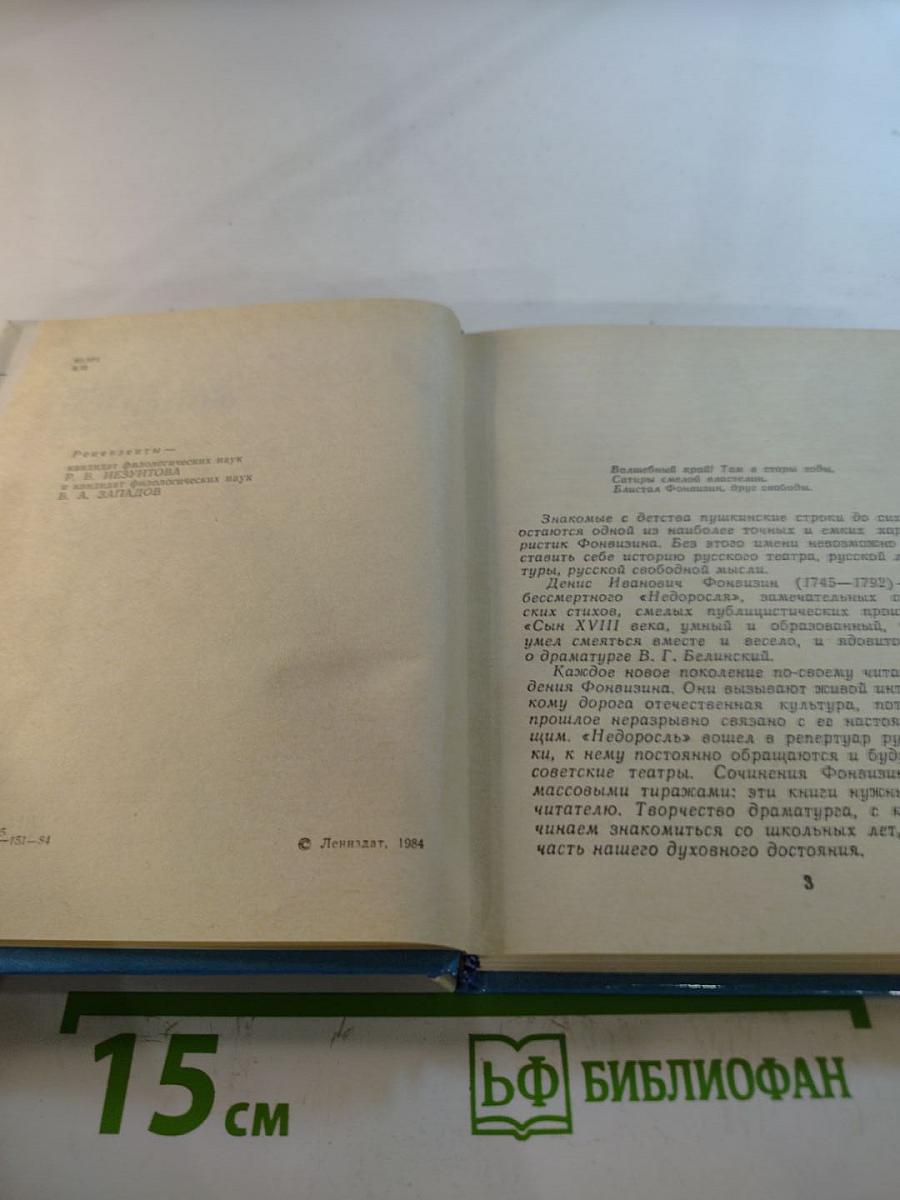 Рецензенты —
кандидат филологических наук
Р. В. ИЕЗУИТОВА
и кандидат филологических наук
В. А. ЗАПАДОВ
—151—84
© Лениздат, 1984
Волшебный край! Там в стары годы,
Сатиры смелой властелин,
Блистал Фонвизин, друг свободы.
Знакомые с детства пушкинские строки до сих
остаются одной из наиболее точных и емких хар
ристик Фонвизина. Без этого имени невозможно
ставить себе историю русского театра, русской л
туры, русской свободной мысли.
Денис Иванович Фонвизин (1745—1792) —
бессмертного «Недоросля», замечательных
ских стихов, смелых публицистических прои
«Сын XVIII века, умный и образованный,
умел смеяться вместе и весело, и ядовито
о драматурге В. Г. Белинский.
Каждое новое поколение по-своему чита
дения Фонвизина. Они вызывают живой инт
кому дорога отечественная культура, пот
прошлое неразрывно связано с ее настоя
щим. «Недоросль» вошел в репертуар ру
ки, к нему постоянно обращаются и буд
советские театры. Сочинения Фонвизин
массовыми тиражами: эти книги нужн
читателю. Творчество драматурга, с к
чинаем знакомиться со школьных лет,
часть нашего духовного достояния.
3
15 см
БФ БИБЛИОФАН